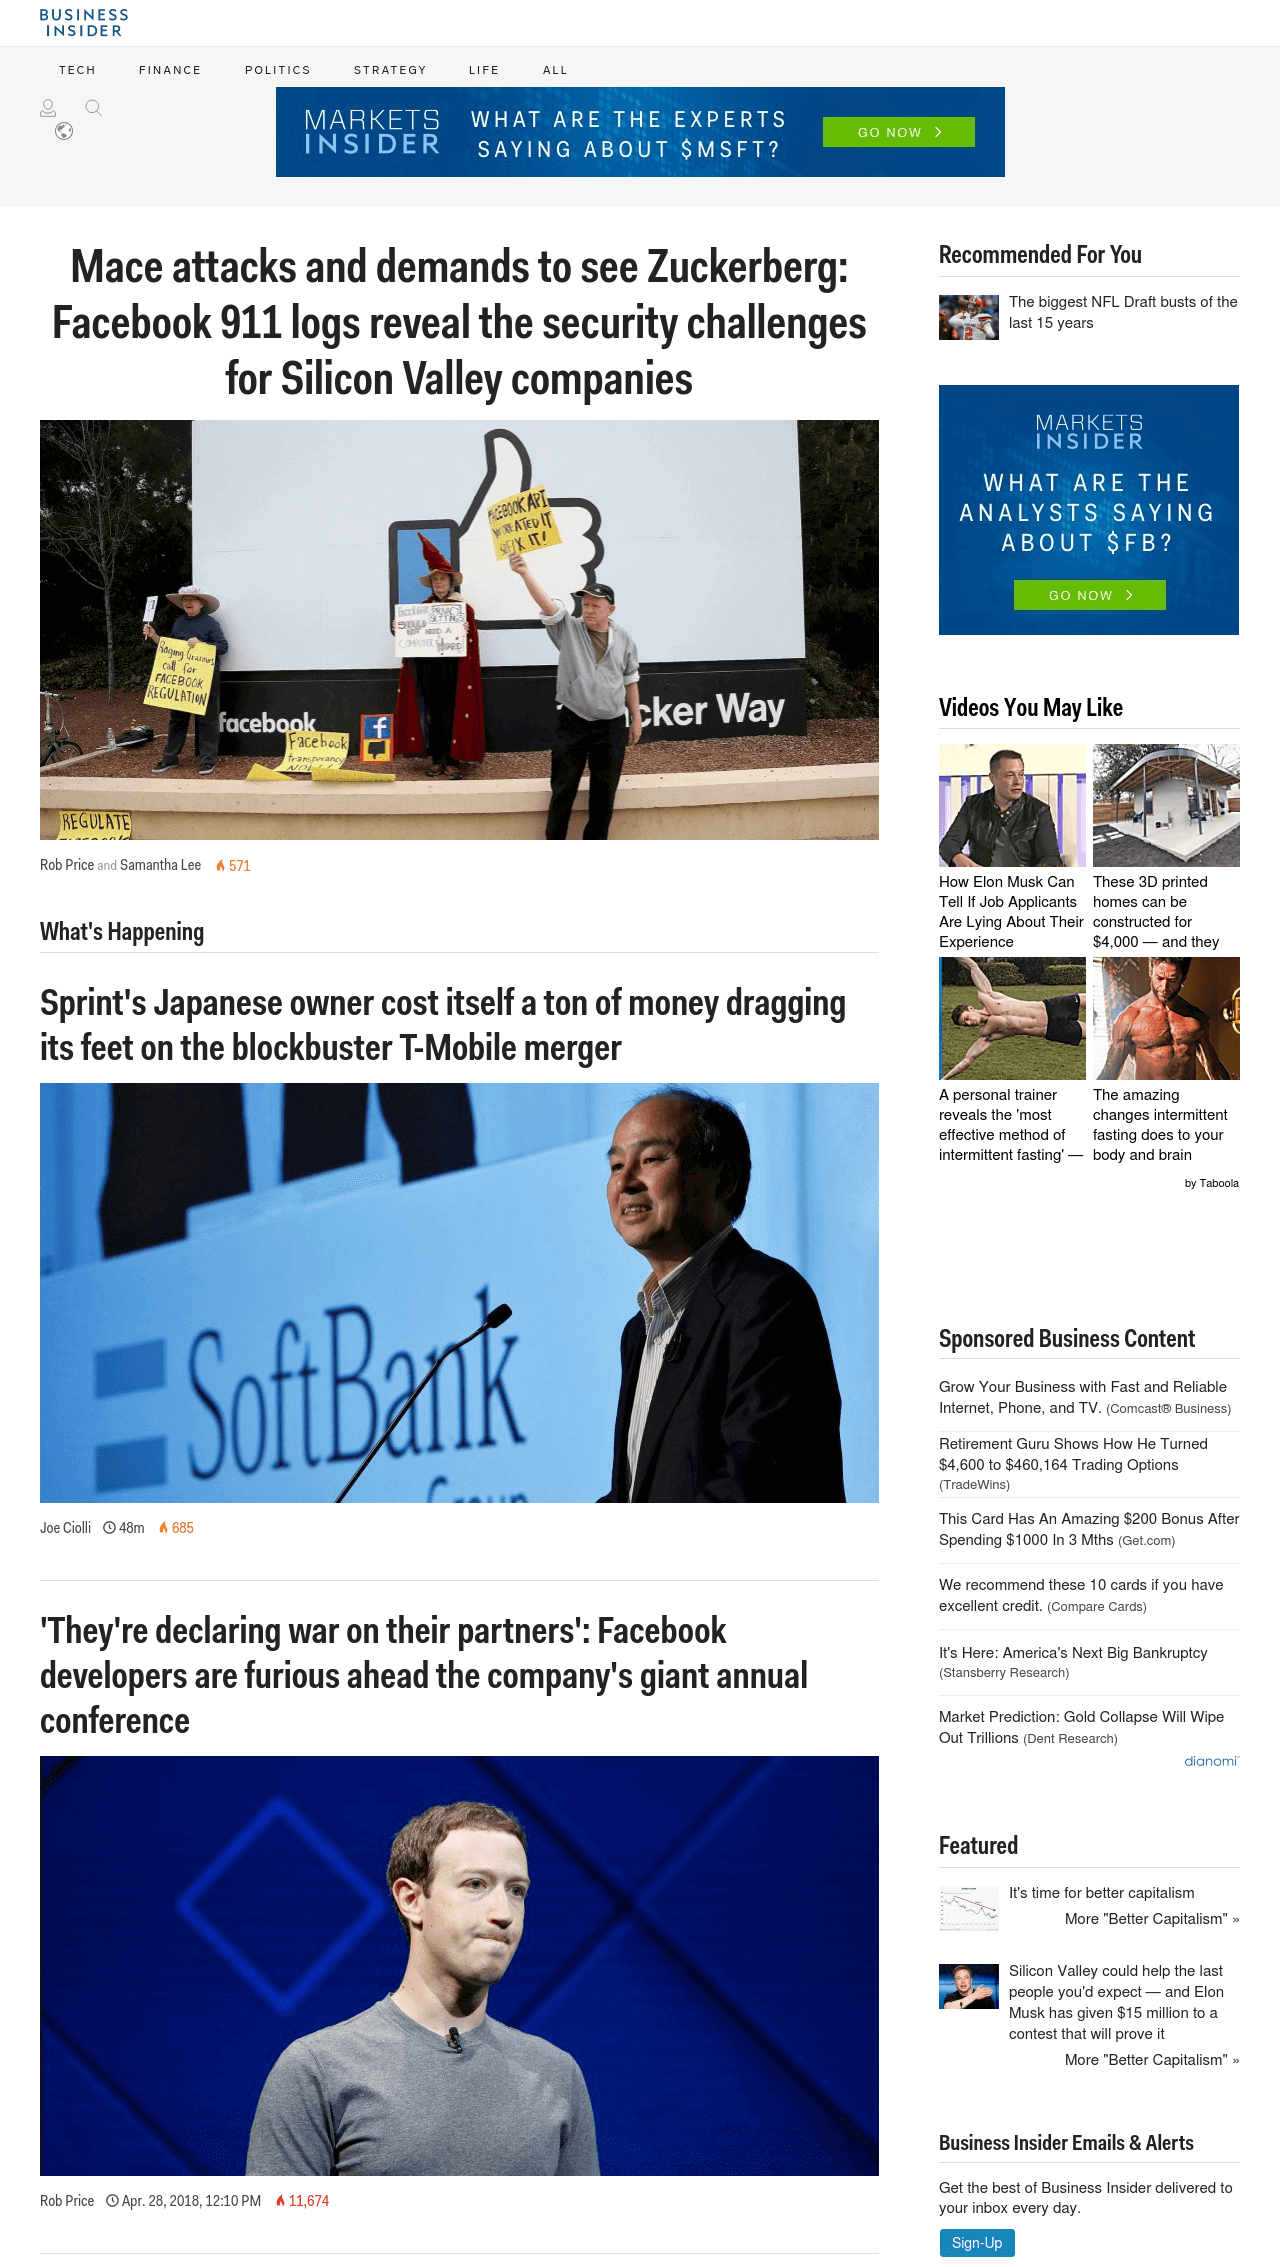 BUSINESS
INSIDER
TECH FINANCE POLITICS STRATEGY LIFE ALL
MARKETS
INSIDER
WHAT ARE THE EXPERTS
SAYING ABOUT $MSFT?
GO NOW
Mace attacks and demands to see Zuckerberg:
Facebook 911 logs reveal the security challenges
for Silicon Valley companies
FACEBOOK API
CREATED IT
FIX IT!
PRIVACY
SETTINGS
SHOULD
NOT NEED A
COMPUTER
Raging Grannies
call for
FACEBOOK
REGULATION
facebook
cker Way
Facebook
transparency
NOW!
REGULATE
Rob Price and Samantha Lee 571
What's Happening
Sprint's Japanese owner cost itself a ton of money dragging
its feet on the blockbuster T-Mobile merger
SoftBank
Group
Joe Ciolli 48m 685
'They're declaring war on their partners': Facebook
developers are furious ahead the company's giant annual
conference
Rob Price Apr. 28, 2018, 12:10 PM 11,674
Recommended For You
The biggest NFL Draft busts of the
last 15 years
MARKETS
INSIDER
WHAT ARE THE
ANALYSTS SAYING
ABOUT $FB?
GO NOW
Videos You May Like
How Elon Musk Can
Tell If Job Applicants
Are Lying About Their
Experience
These 3D printed
homes can be
constructed for
$4,000 — and they
A personal trainer
reveals the 'most
effective method of
intermittent fasting' —
The amazing
changes intermittent
fasting does to your
body and brain
by Taboola
Sponsored Business Content
Grow Your Business with Fast and Reliable
Internet, Phone, and TV. (Comcast® Business)
Retirement Guru Shows How He Turned
$4,600 to $460,164 Trading Options
(TradeWins)
This Card Has An Amazing $200 Bonus After
Spending $1000 In 3 Mths (Get.com)
We recommend these 10 cards if you have
excellent credit. (Compare Cards)
It's Here: America's Next Big Bankruptcy
(Stansberry Research)
Market Prediction: Gold Collapse Will Wipe
Out Trillions (Dent Research)
dianomi
Featured
It's time for better capitalism
More "Better Capitalism" »
Silicon Valley could help the last
people you'd expect — and Elon
Musk has given $15 million to a
contest that will prove it
More "Better Capitalism" »
Business Insider Emails & Alerts
Get the best of Business Insider delivered to
your inbox every day.
Sign-Up